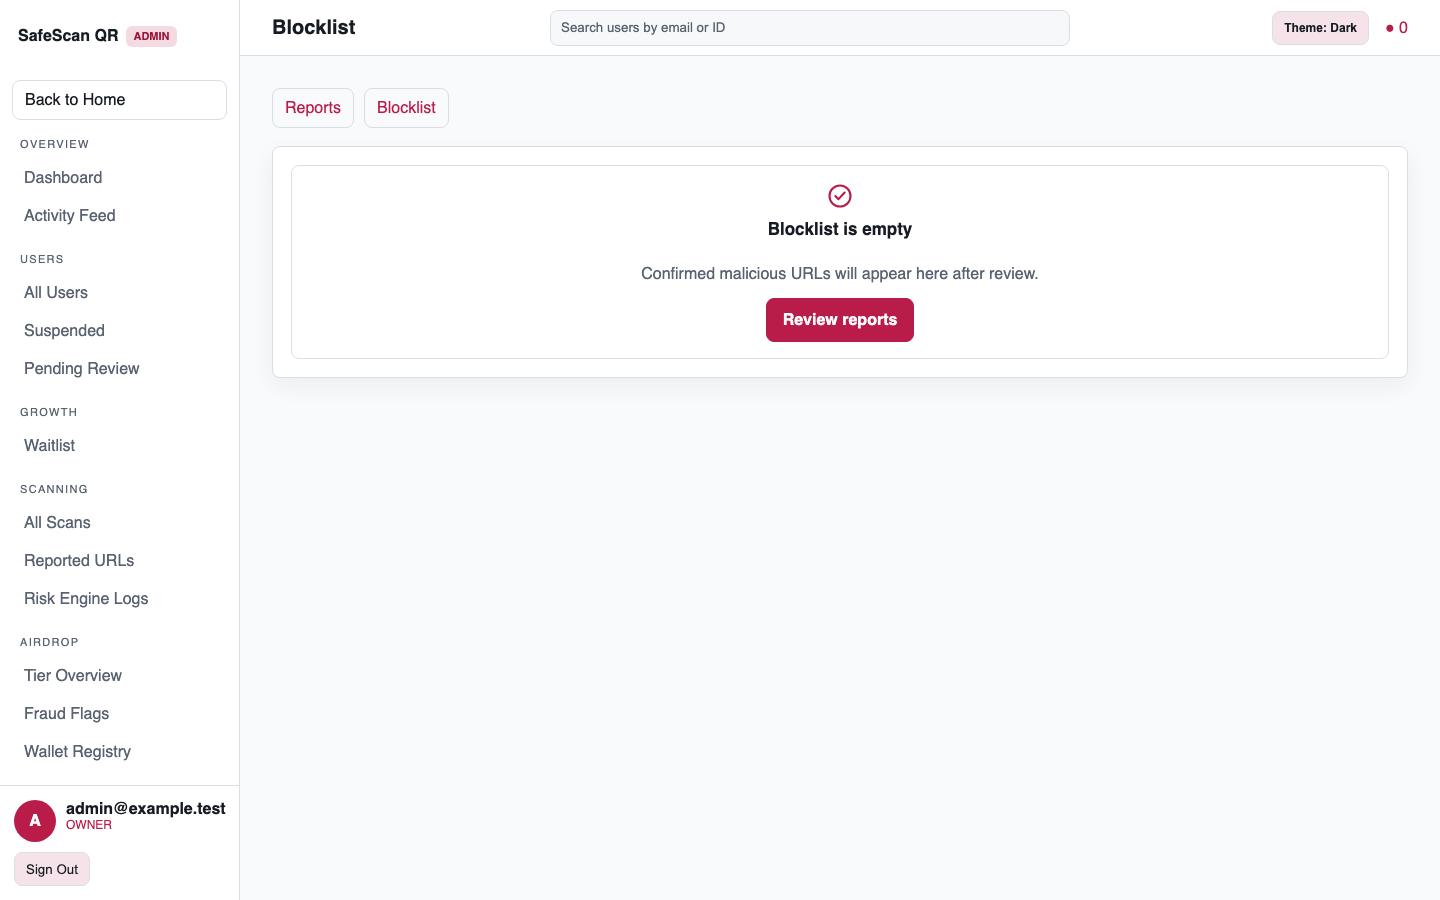 SafeScan QR ADMIN
Back to Home
OVERVIEW
Dashboard
Activity Feed
USERS
All Users
Suspended
Pending Review
GROWTH
Waitlist
SCANNING
All Scans
Reported URLs
Risk Engine Logs
AIRDROP
Tier Overview
Fraud Flags
Wallet Registry
A
admin@example.test
OWNER
Sign Out
Blocklist
Search users by email or ID
Theme: Dark
0
Reports
Blocklist
Blocklist is empty
Confirmed malicious URLs will appear here after review.
Review reports